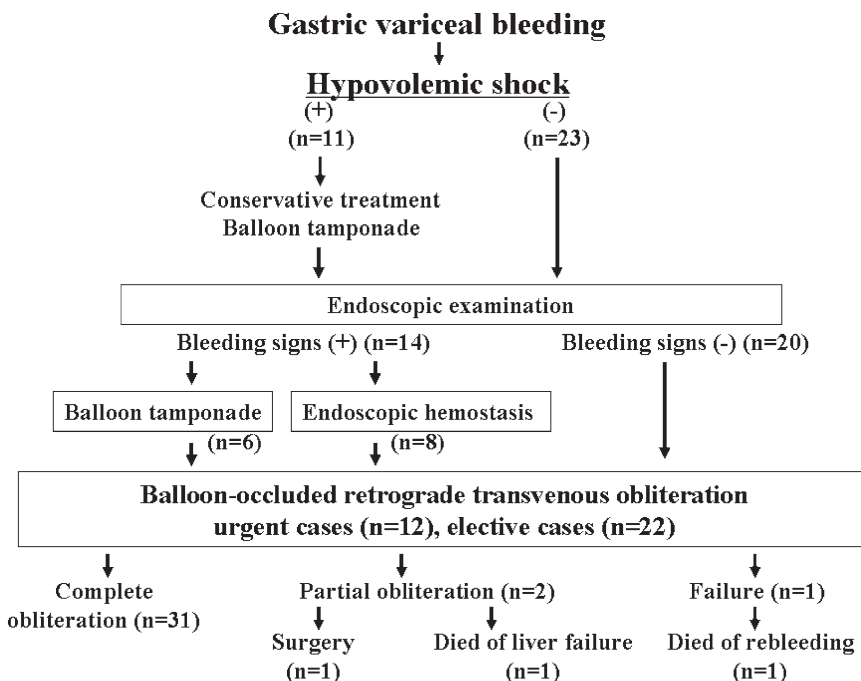 Gastric variceal bleeding
Hypovolemic shock
(+) (-)
(n=11) (n=23)
Conservative treatment
Balloon tamponade
Endoscopic examination
Bleeding signs (+) (n=14) Bleeding signs (-) (n=20)
Balloon tamponade Endoscopic hemostasis
(n=6) (n=8)
Balloon-occluded retrograde transvenous obliteration
urgent cases (n=12), elective cases (n=22)
Complete Partial obliteration (n=2) Failure (n=1)
obliteration (n=31)
Surgery Died of liver failure Died of rebleeding
(n=1) (n=1) (n=1)